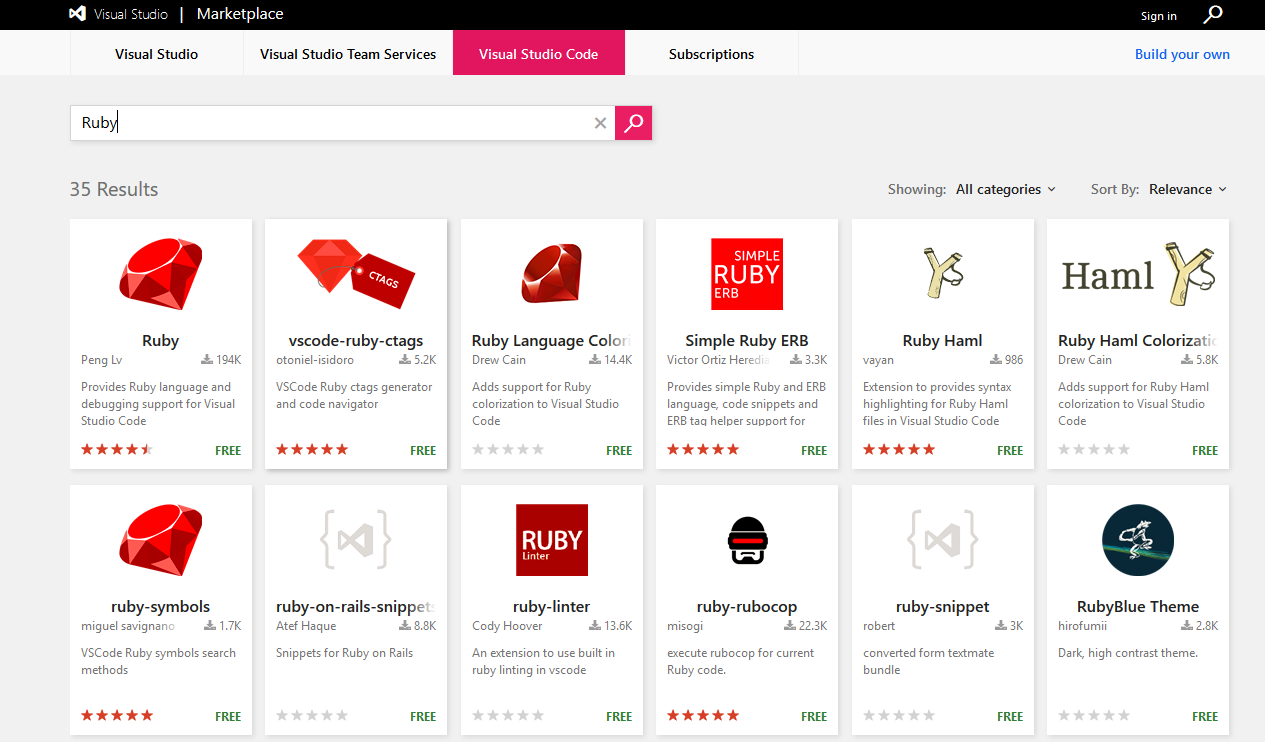 Visual Studio | Marketplace
Sign in
Visual Studio
Visual Studio Team Services
Visual Studio Code
Subscriptions
Build your own
Ruby
35 Results
Showing: All categories
Sort By: Relevance
Ruby
Peng Lv 194K
Provides Ruby language and
debugging support for Visual
Studio Code
FREE
CTAGS
vscode-ruby-ctags
otoniel-isidoro 5.2K
VSCode Ruby ctags generator
and code navigator
FREE
Ruby Language Colori
Drew Cain 14.4K
Adds support for Ruby
colorization to Visual Studio
Code
FREE
SIMPLE
RUBY
ERB
Simple Ruby ERB
Victor Ortiz Heredia 3.3K
Provides simple Ruby and ERB
language, code snippets and
ERB tag helper support for
FREE
Ruby Haml
vayan 986
Extension to provides syntax
highlighting for Ruby Haml
files in Visual Studio Code
FREE
Haml
Ruby Haml Colorizatic
Drew Cain 5.8K
Adds support for Ruby Haml
colorization to Visual Studio
Code
FREE
ruby-symbols
miguel savignano 1.7K
VSCode Ruby symbols search
methods
FREE
ruby-on-rails-snippets
Atef Haque 8.8K
Snippets for Ruby on Rails
FREE
RUBY
Linter
ruby-linter
Cody Hoover 13.6K
An extension to use built in
ruby linting in vscode
FREE
ruby-rubocop
misogi 22.3K
execute rubocop for current
Ruby code.
FREE
ruby-snippet
robert 3K
converted form textmate
bundle
FREE
RubyBlue Theme
hirofumii 2.8K
Dark, high contrast theme.
FREE